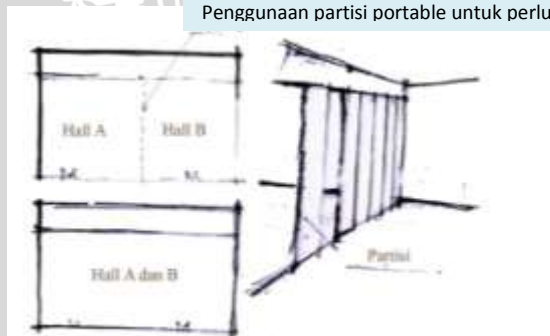 Penggunaan partisi portable untuk perlu
Hall A
Hall B
Hall A dan B
Partisi